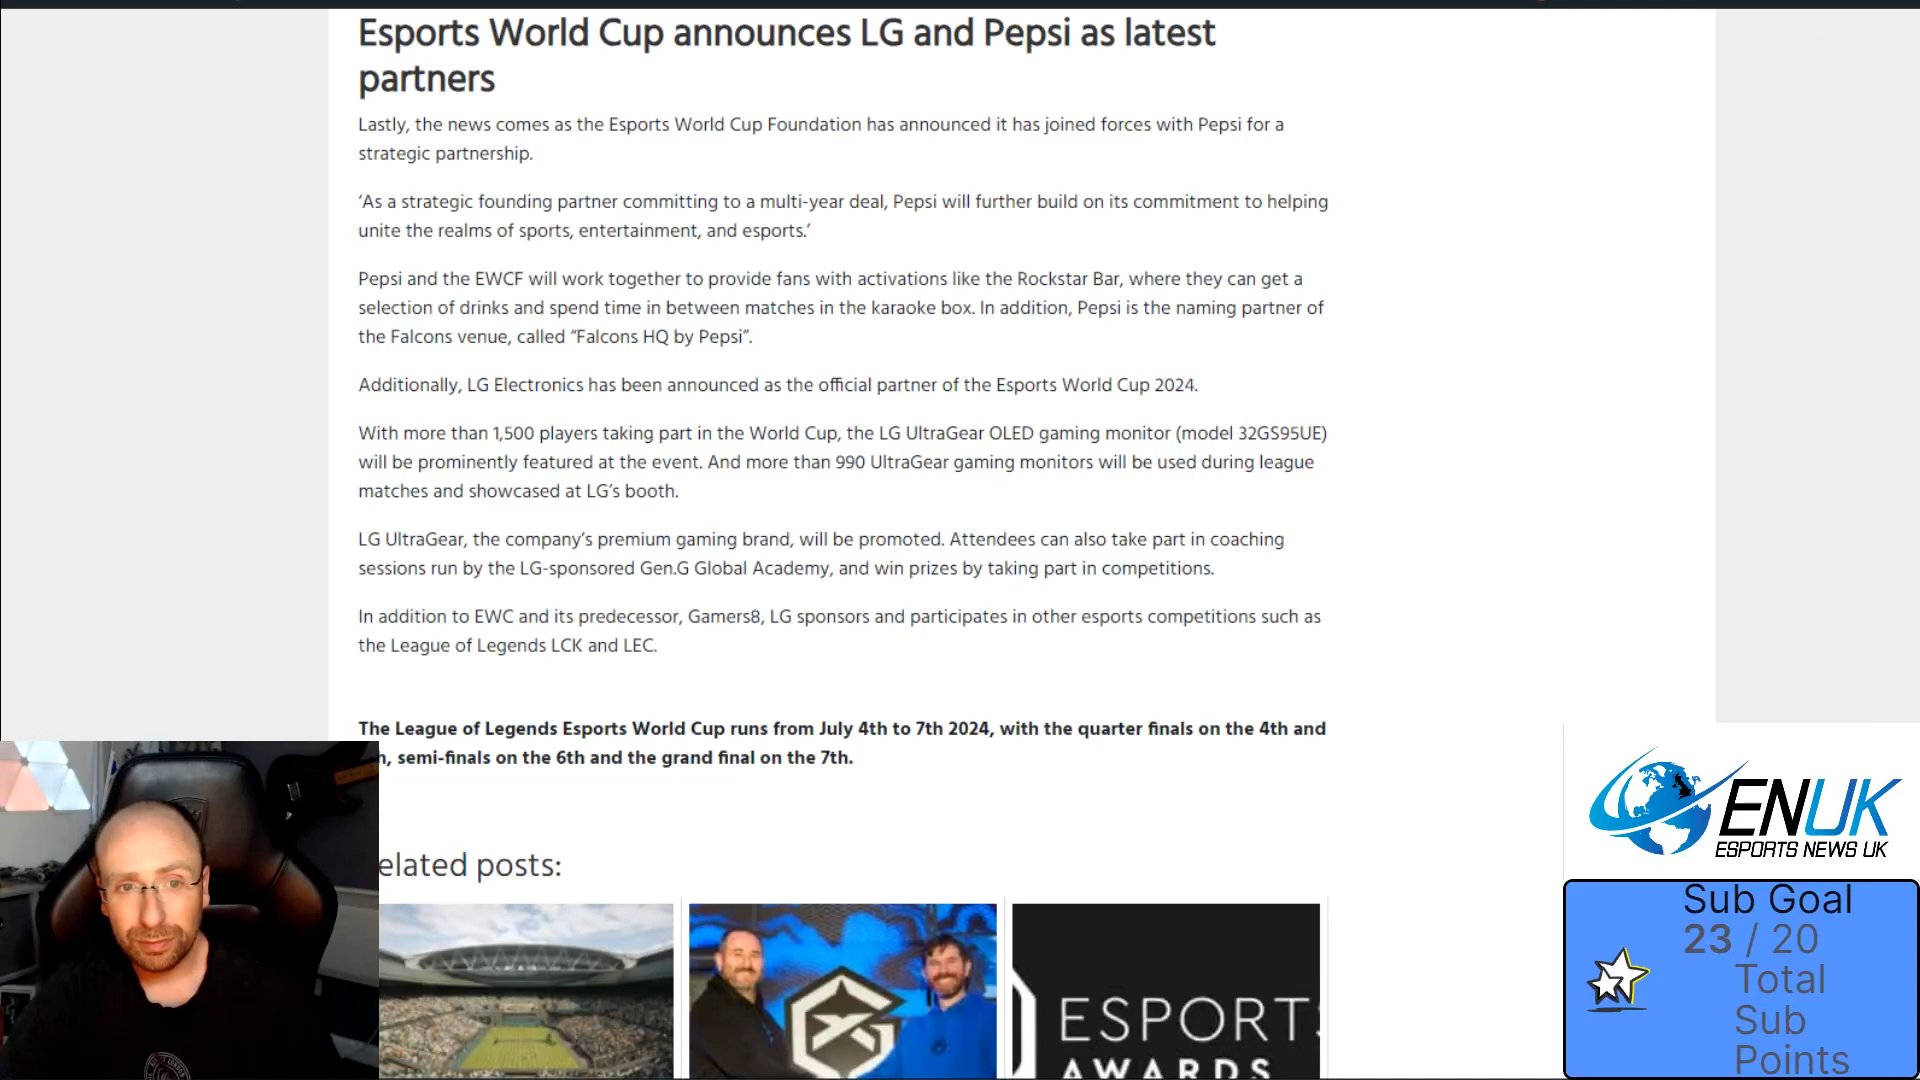 Esports World Cup announces LG and Pepsi as latest
partners
Lastly, the news comes as the Esports World Cup Foundation has announced it has joined forces with Pepsi for a
strategic partnership.
‘As a strategic founding partner committing to a multi-year deal, Pepsi will further build on its commitment to helping
unite the realms of sports, entertainment, and esports.’
Pepsi and the EWCF will work together to provide fans with activations like the Rockstar Bar, where they can get a
selection of drinks and spend time in between matches in the karaoke box. In addition, Pepsi is the naming partner of
the Falcons venue, called “Falcons HQ by Pepsi”.
Additionally, LG Electronics has been announced as the official partner of the Esports World Cup 2024.
With more than 1,500 players taking part in the World Cup, the LG UltraGear OLED gaming monitor (model 32GS95UE)
will be prominently featured at the event. And more than 990 UltraGear gaming monitors will be used during league
matches and showcased at LG’s booth.
LG UltraGear, the company’s premium gaming brand, will be promoted. Attendees can also take part in coaching
sessions run by the LG-sponsored Gen.G Global Academy, and win prizes by taking part in competitions.
In addition to EWC and its predecessor, Gamers8, LG sponsors and participates in other esports competitions such as
the League of Legends LCK and LEC.
The League of Legends Esports World Cup runs from July 4th to 7th 2024, with the quarter finals on the 4th and
h, semi-finals on the 6th and the grand final on the 7th.
elated posts:
ESPORTS
AWARDS
ENUK
ESPORTS NEWS UK
Sub Goal
23 / 20
Total
Sub
Points